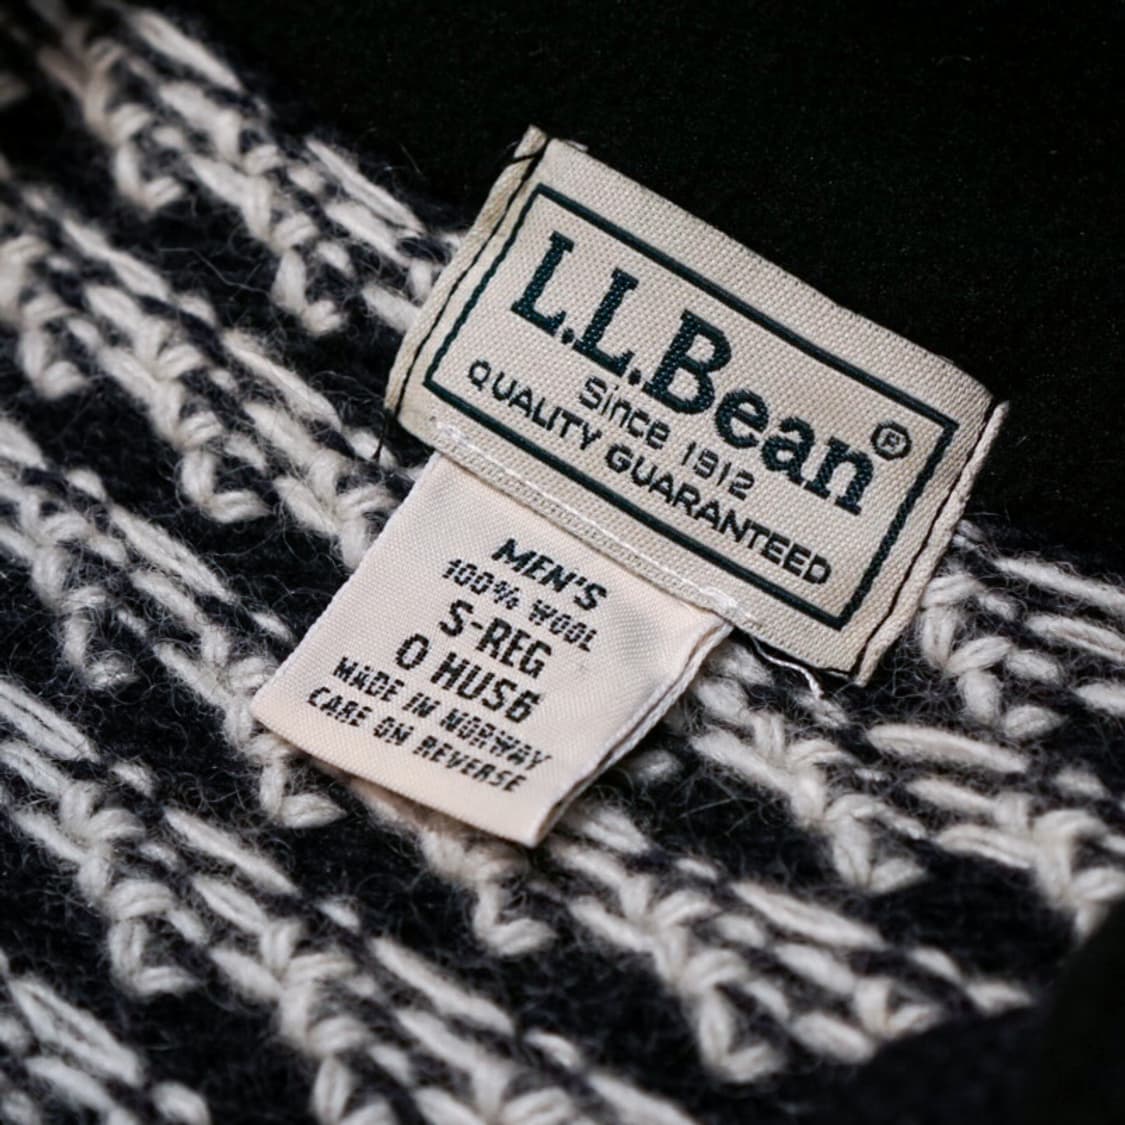 L.L.Bean®
Since 1912
QUALITY GUARANTEED
MEN'S
100% WOOL
S-REG
0 HUS6
MADE IN NORWAY
CARE ON REVERSE